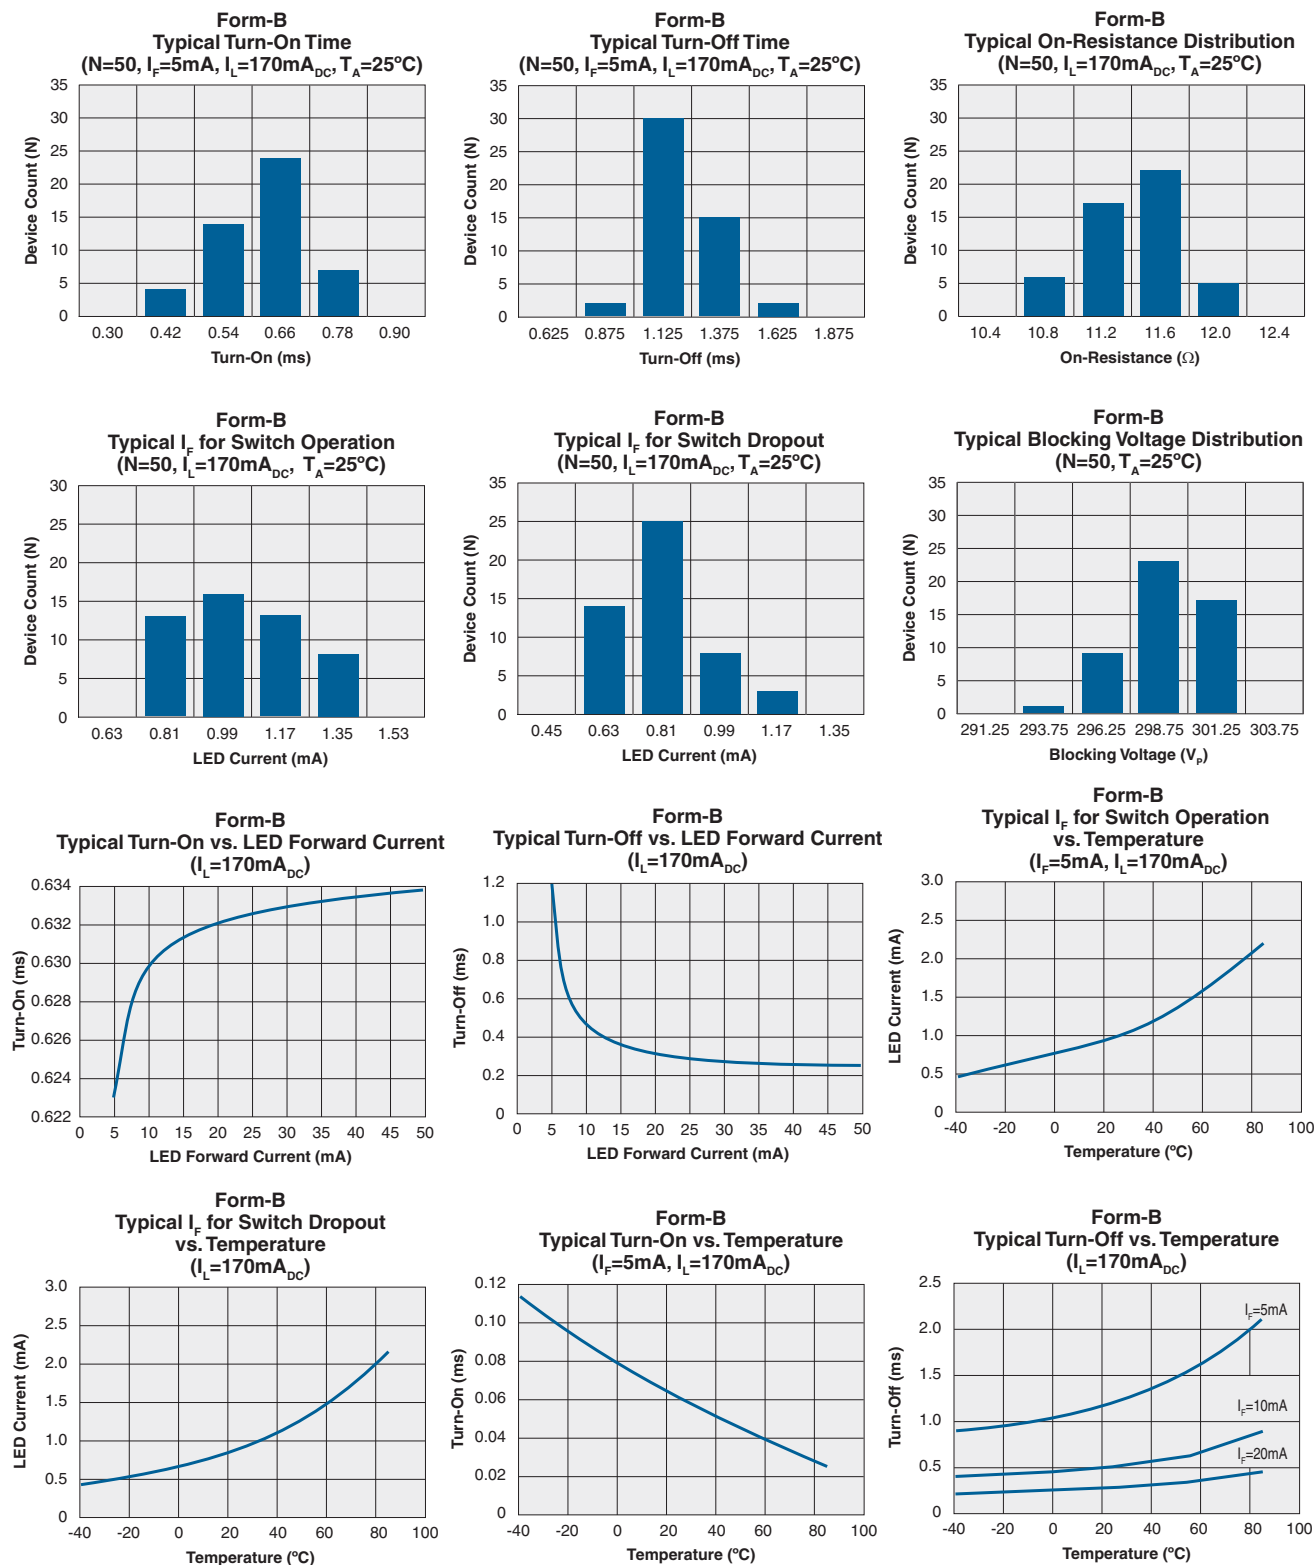 Form-B
Typical Turn-On Time
(N=50, IF=5mA, IL=170mADC, TA=25ºC)
Device Count (N)
35
30
25
20
15
10
5
0
0.30 0.42 0.54 0.66 0.78 0.90
Turn-On (ms)
Form-B
Typical Turn-Off Time
(N=50, IF=5mA, IL=170mADC, TA=25ºC)
Device Count (N)
35
30
25
20
15
10
5
0
0.625 0.875 1.125 1.375 1.625 1.875
Turn-Off (ms)
Form-B
Typical On-Resistance Distribution
(N=50, IL=170mADC, TA=25ºC)
Device Count (N)
35
30
25
20
15
10
5
0
10.4 10.8 11.2 11.6 12.0 12.4
On-Resistance (Ω)
Form-B
Typical IF for Switch Operation
(N=50, IL=170mADC, TA=25ºC)
Device Count (N)
30
25
20
15
10
5
0
0.63 0.81 0.99 1.17 1.35 1.53
LED Current (mA)
Form-B
Typical IF for Switch Dropout
(N=50, IL=170mADC, TA=25ºC)
Device Count (N)
35
25
20
15
10
5
0
0.45 0.63 0.81 0.99 1.17 1.35
LED Current (mA)
Form-B
Typical Blocking Voltage Distribution
(N=50, TA=25ºC)
Device Count (N)
35
30
25
20
15
10
5
0
291.25 293.75 296.25 298.75 301.25 303.75
Blocking Voltage (VP)
Form-B
Typical Turn-On vs. LED Forward Current
(IL=170mADC)
Turn-On (ms)
0.634
0.632
0.630
0.628
0.626
0.624
0.622
0 5 10 15 20 25 30 35 40 45 50
LED Forward Current (mA)
Form-B
Typical Turn-Off vs. LED Forward Current
(IL=170mADC)
Turn-Off (ms)
1.2
1.0
0.8
0.6
0.4
0.2
0
0 5 10 15 20 25 30 35 40 45 50
LED Forward Current (mA)
Form-B
Typical IF for Switch Operation
vs. Temperature
(IF=5mA, IL=170mADC)
LED Current (mA)
3.0
2.5
2.0
1.5
1.0
0.5
0
-40 -20 0 20 40 60 80 100
Temperature (ºC)
Form-B
Typical IF for Switch Dropout
vs. Temperature
(IL=170mADC)
LED Current (mA)
3.0
2.5
2.0
1.5
1.0
0.5
0
-40 -20 0 20 40 60 80 100
Temperature (ºC)
Form-B
Typical Turn-On vs. Temperature
(IF=5mA, IL=170mADC)
Turn-On (ms)
0.12
0.10
0.08
0.06
0.04
0.02
0
-40 -20 0 20 40 60 80 100
Temperature (ºC)
Form-B
Typical Turn-Off vs. Temperature
(IL=170mADC)
Turn-Off (ms)
2.5
2.0
1.5
1.0
0.5
0
IF=5mA
IF=10mA
IF=20mA
-40 -20 0 20 40 60 80 100
Temperature (ºC)